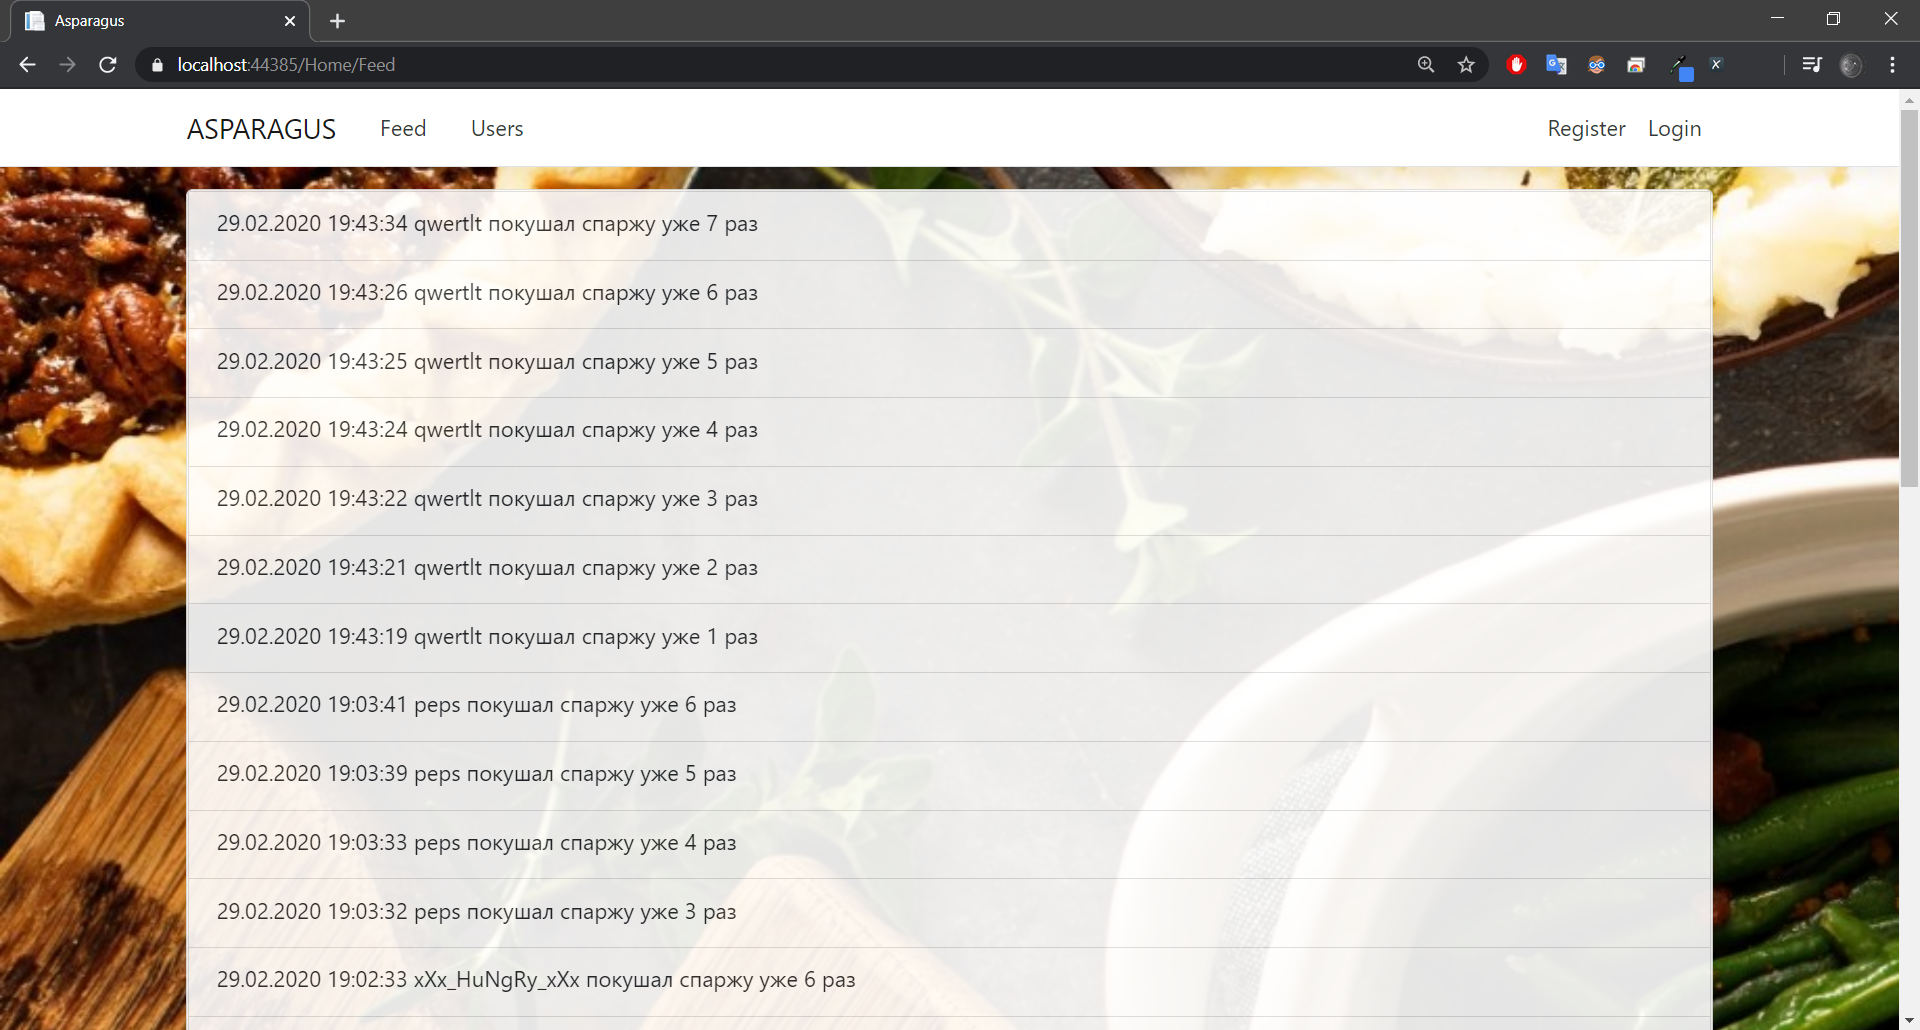 Asparagus
localhost:44385/Home/Feed
ASPARAGUS Feed Users Register Login
29.02.2020 19:43:34 qwertlt покушал спаржу уже 7 раз
29.02.2020 19:43:26 qwertlt покушал спаржу уже 6 раз
29.02.2020 19:43:25 qwertlt покушал спаржу уже 5 раз
29.02.2020 19:43:24 qwertlt покушал спаржу уже 4 раз
29.02.2020 19:43:22 qwertlt покушал спаржу уже 3 раз
29.02.2020 19:43:21 qwertlt покушал спаржу уже 2 раз
29.02.2020 19:43:19 qwertlt покушал спаржу уже 1 раз
29.02.2020 19:03:41 peps покушал спаржу уже 6 раз
29.02.2020 19:03:39 peps покушал спаржу уже 5 раз
29.02.2020 19:03:33 peps покушал спаржу уже 4 раз
29.02.2020 19:03:32 peps покушал спаржу уже 3 раз
29.02.2020 19:02:33 xXx_HuNgRy_xXx покушал спаржу уже 6 раз